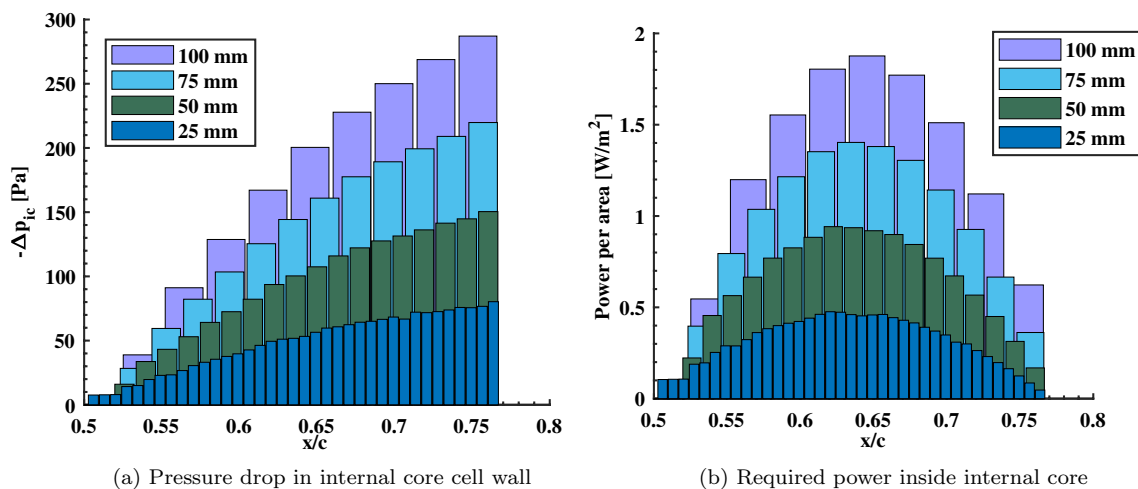 300
250
200
150
100
50
0
-Δp_ic [Pa]
100 mm
75 mm
50 mm
25 mm
0.5 0.55 0.6 0.65 0.7 0.75 0.8
x/c
(a) Pressure drop in internal core cell wall
2
1.5
1
0.5
0
Power per area [W/m²]
100 mm
75 mm
50 mm
25 mm
0.5 0.55 0.6 0.65 0.7 0.75 0.8
x/c
(b) Required power inside internal core